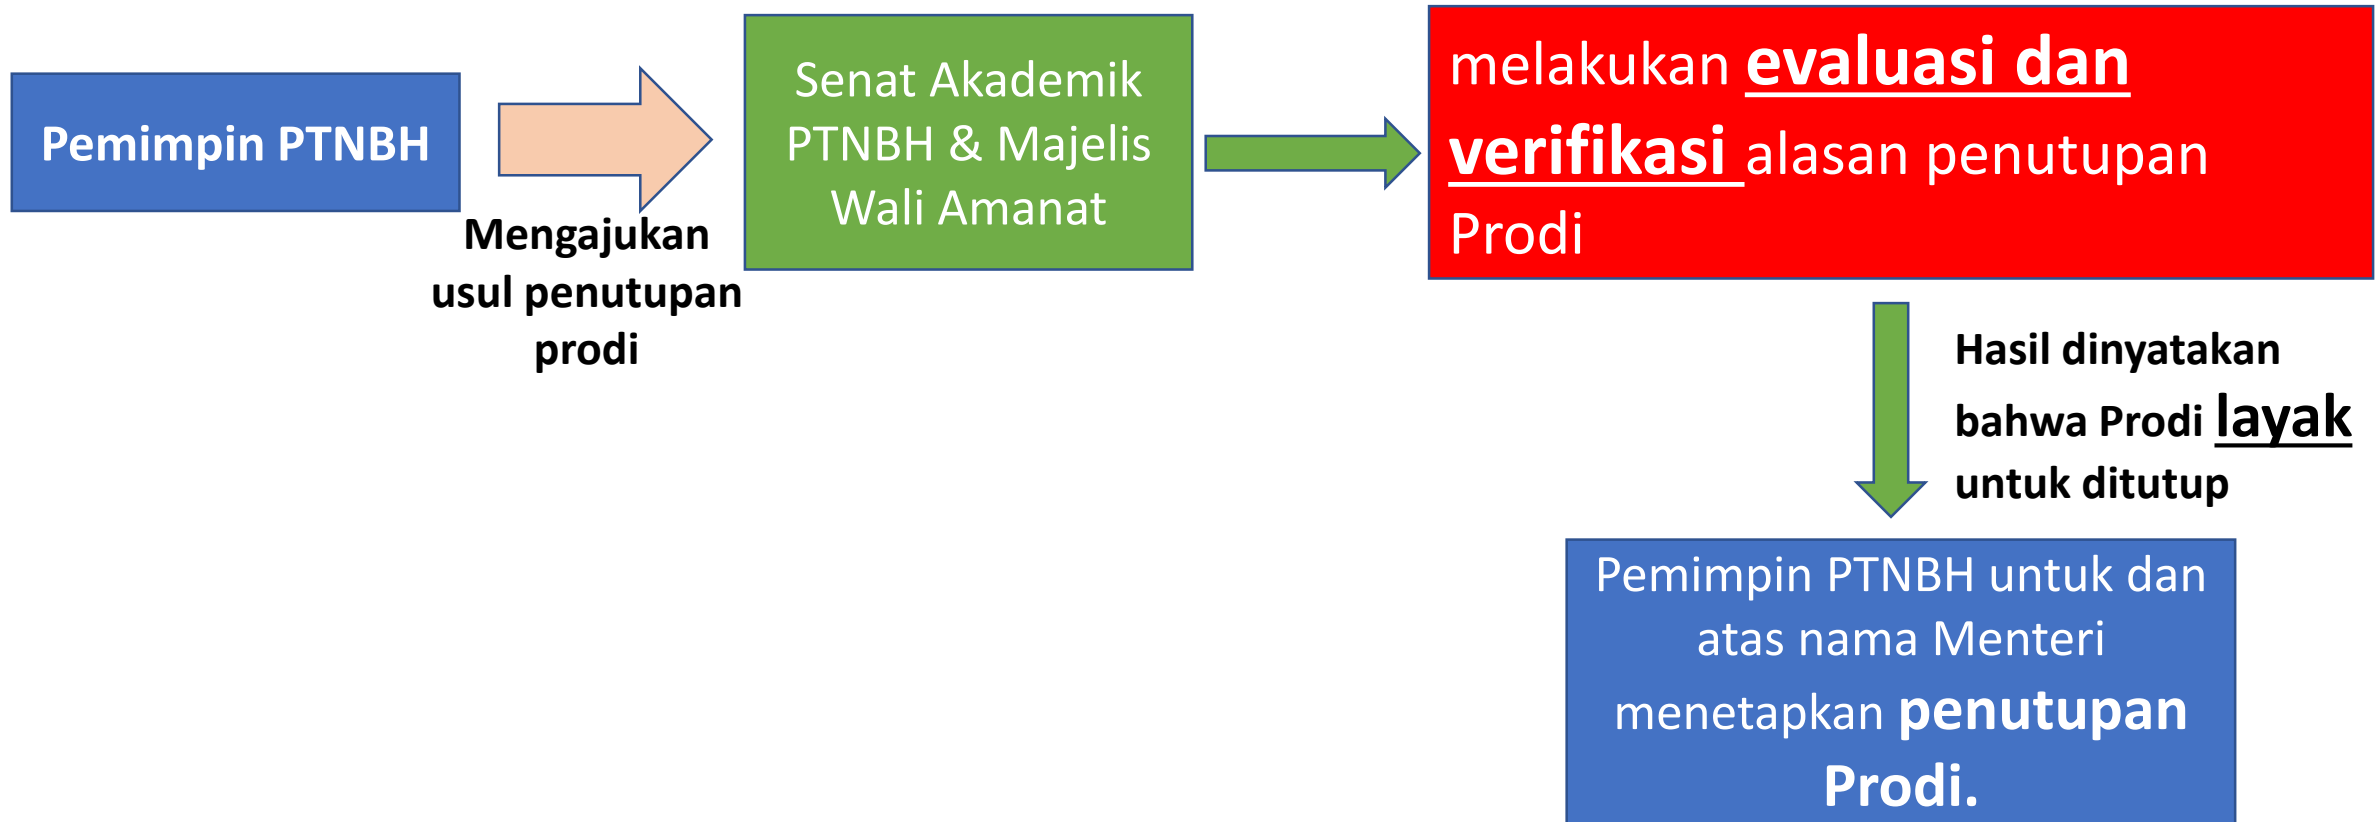 Pemimpin PTNBH
Mengajukan
usul penutupan
prodi
Senat Akademik
PTNBH & Majelis
Wali Amanat
melakukan evaluasi dan
verifikasi alasan penutupan
Prodi
Hasil dinyatakan
bahwa Prodi layak
untuk ditutup
Pemimpin PTNBH untuk dan
atas nama Menteri
menetapkan penutupan
Prodi.